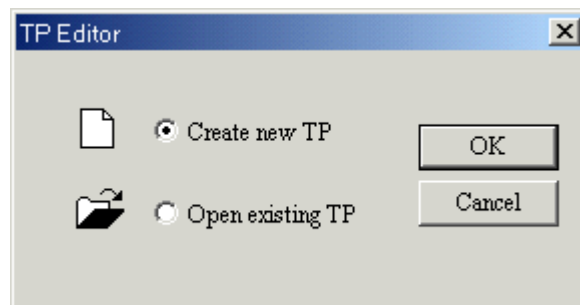 TP Editor
Create new TP
OK
Open existing TP
Cancel